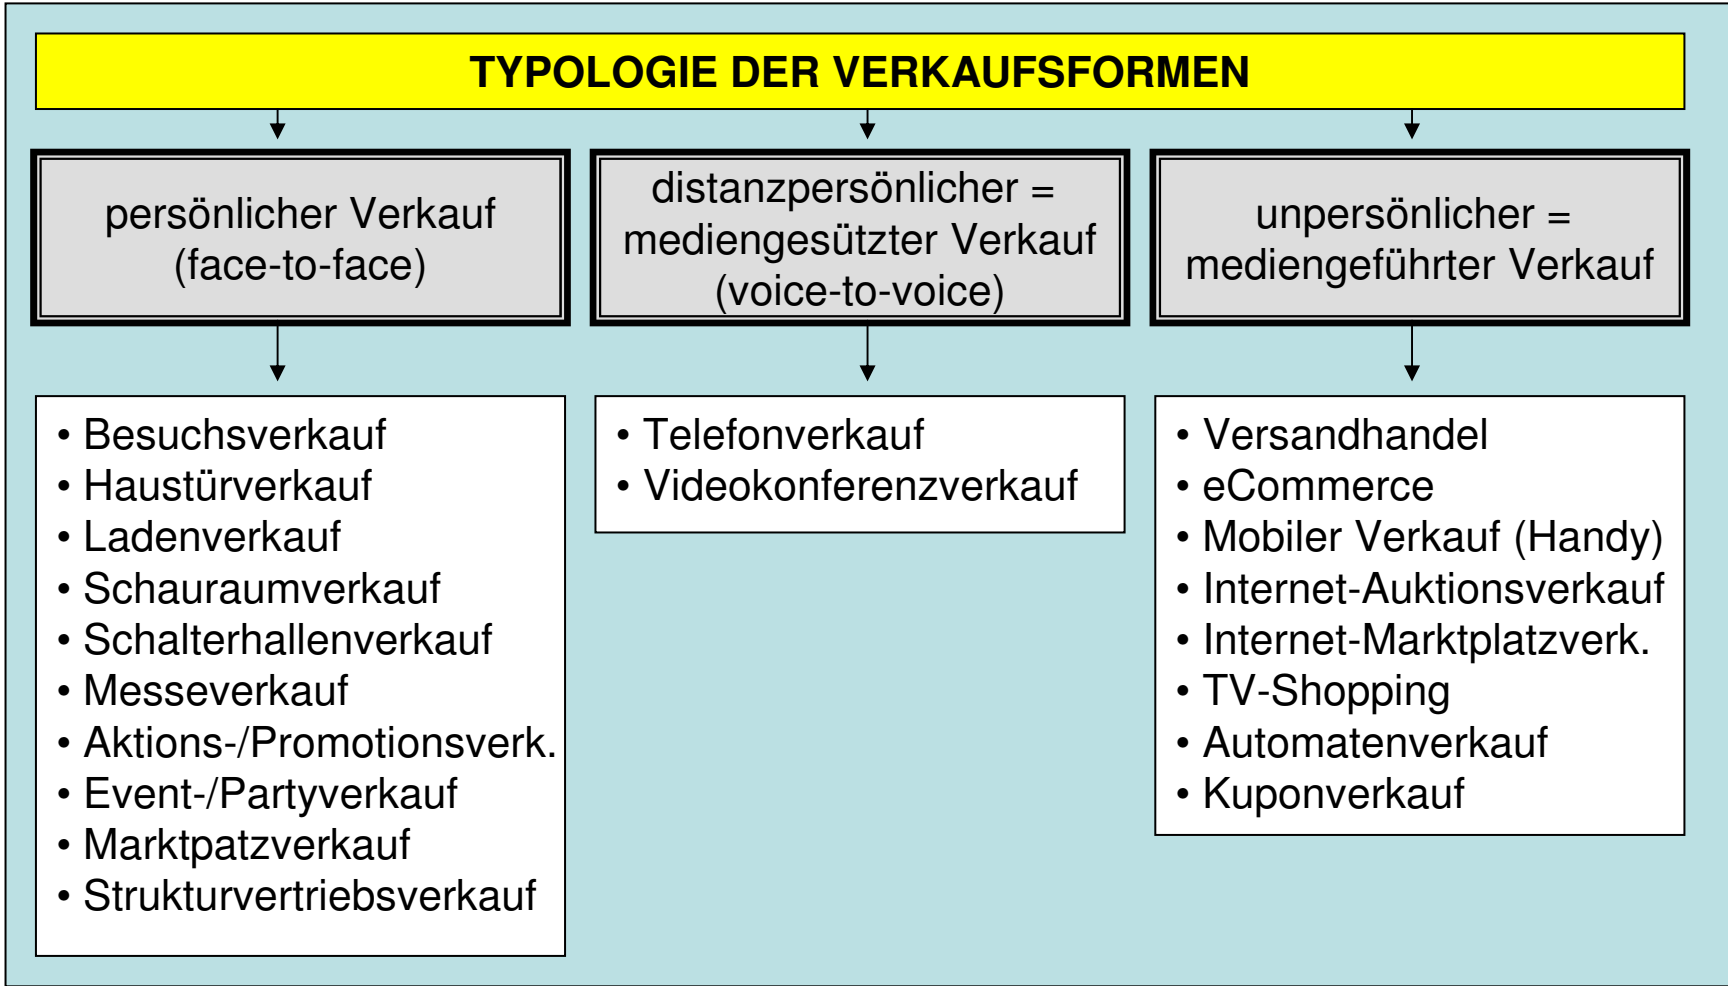 TYPOLOGIE DER VERKAUFSFORMEN
persönlicher Verkauf
(face-to-face)
distanzpersönlicher =
mediengesützter Verkauf
(voice-to-voice)
unpersönlicher =
mediengeführter Verkauf
• Besuchsverkauf
• Haustürverkauf
• Ladenverkauf
• Schauraumverkauf
• Schalterhallenverkauf
• Messeverkauf
• Aktions-/Promotionsverk.
• Event-/Partyverkauf
• Marktpatzverkauf
• Strukturvertriebsverkauf
• Telefonverkauf
• Videokonferenzverkauf
• Versandhandel
• eCommerce
• Mobiler Verkauf (Handy)
• Internet-Auktionsverkauf
• Internet-Marktplatzverk.
• TV-Shopping
• Automatenverkauf
• Kuponverkauf